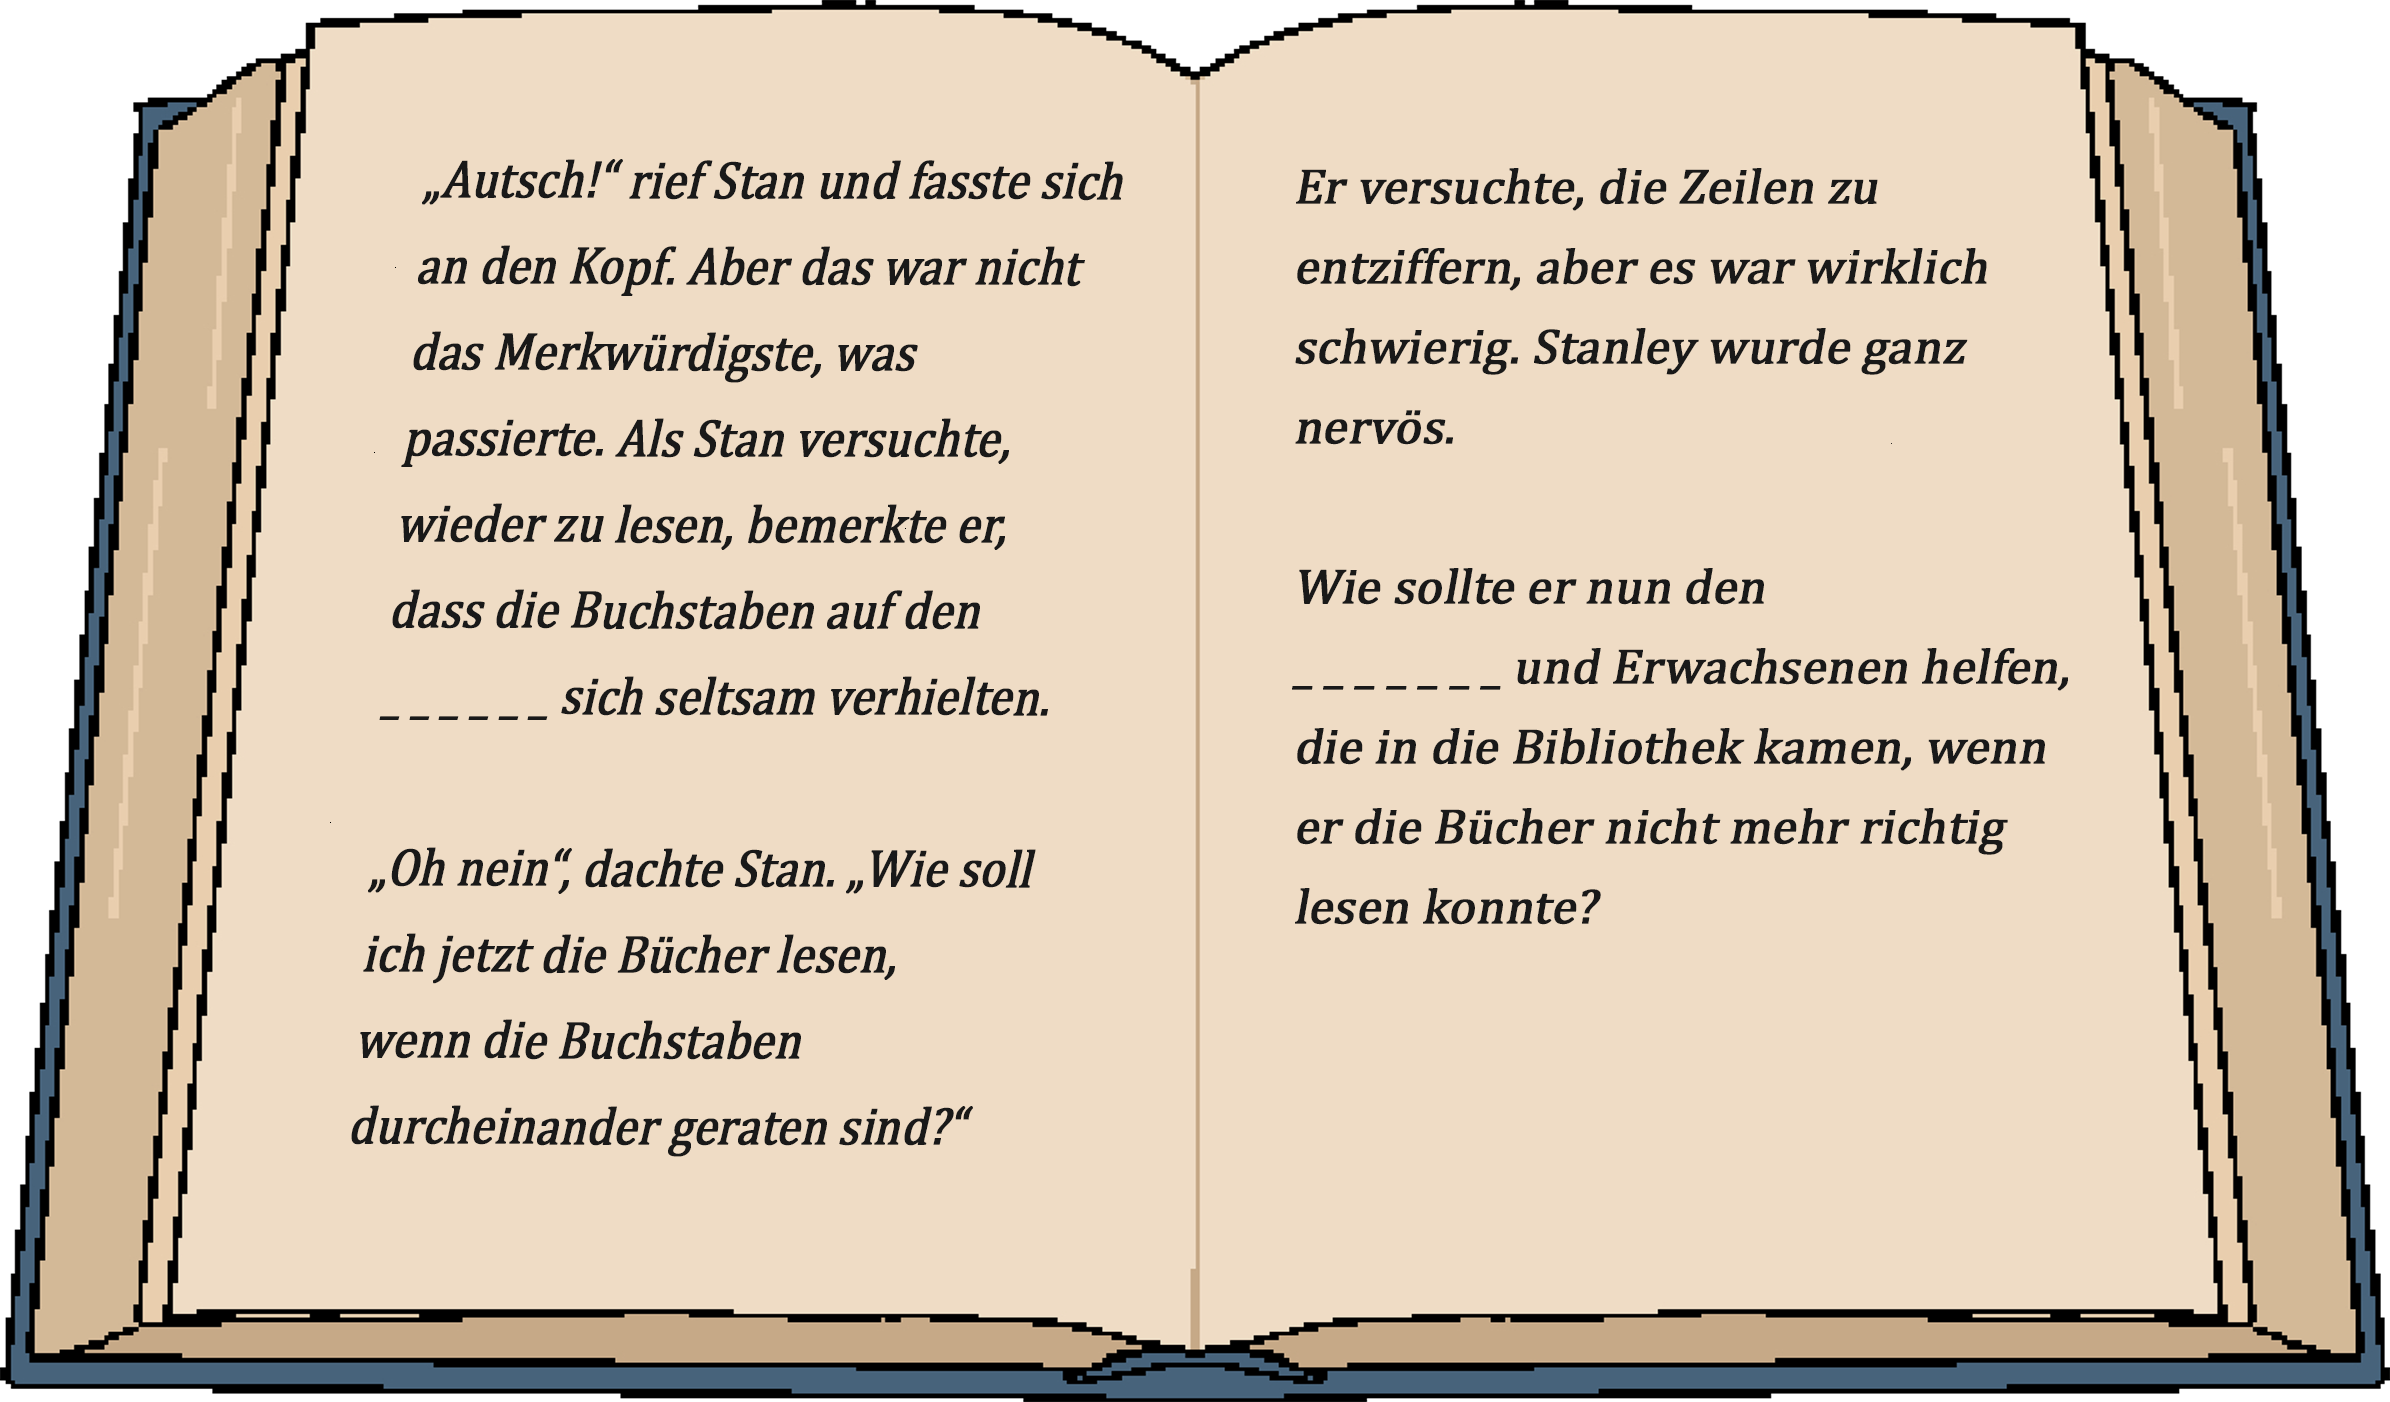 „Autsch!“ rief Stan und fasste sich
an den Kopf. Aber das war nicht
das Merkwürdigste, was
passierte. Als Stan versuchte,
wieder zu lesen, bemerkte er,
dass die Buchstaben auf den
_ _ _ _ _ _ sich seltsam verhielten.
„Oh nein“, dachte Stan. „Wie soll
ich jetzt die Bücher lesen,
wenn die Buchstaben
durcheinander geraten sind?“
Er versuchte, die Zeilen zu
entziffern, aber es war wirklich
schwierig. Stanley wurde ganz
nervös.
Wie sollte er nun den
_ _ _ _ _ _ _ und Erwachsenen helfen,
die in die Bibliothek kamen, wenn
er die Bücher nicht mehr richtig
lesen konnte?